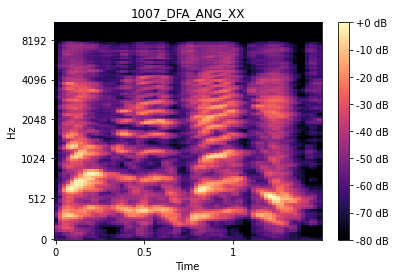 1007_DFA_ANG_XX
8192
4096
2048
1024
512
0
Hz
0
0.5
1
Time
+0 dB
-10 dB
-20 dB
-30 dB
-40 dB
-50 dB
-60 dB
-70 dB
-80 dB